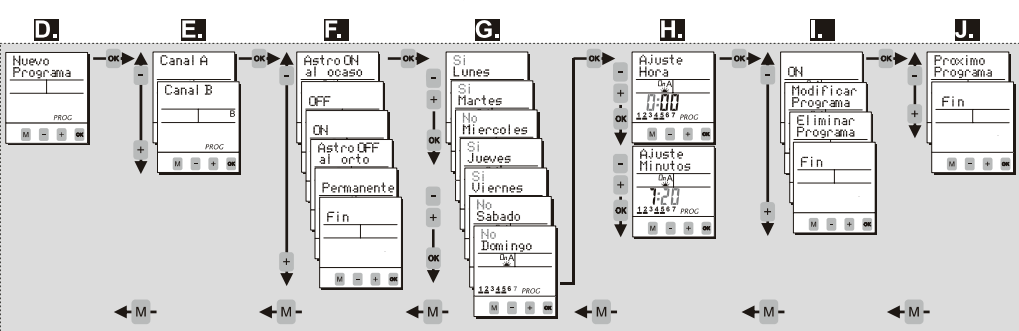 D. E. F. G. H. I. J.
Nuevo
Programa
PROG
M - + OK
OK
-
+
Canal A
Canal B
B
PROG
M - + OK
OK
-
+
Astro ON
al ocaso
OFF
ON
Astro OFF
al orto
Permanente
Fin
M - + OK
OK
-
+
OK
-
+
OK
Si
Lunes
Si
Martes
No
Miercoles
Si
Jueves
Si
Viernes
No
Sabado
No
Domingo
OnA
1234567 PROG
M - + OK
OK
-
+
OK
-
+
OK
Ajuste
Hora
OnA
0:00
1234567 PROG
Ajuste
Minutos
OnA
7:20
1234567 PROG
M - + OK
OK
-
+
ON
Modificar
Programa
Eliminar
Programa
Fin
M - + OK
OK
-
+
Proximo
Programa
Fin
M - + OK
M M M M M M